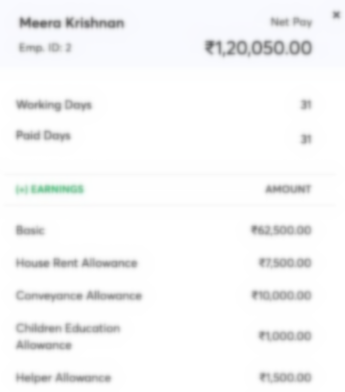 Meera Krishnan
Net Pay
×
Emp. ID: 2
₹1,20,050.00
Working Days
31
Paid Days
31
(+) EARNINGS
AMOUNT
Basic
₹62,500.00
House Rent Allowance
₹7,500.00
Conveyance Allowance
₹10,000.00
Children Education
Allowance
₹1,000.00
Helper Allowance
₹1,500.00